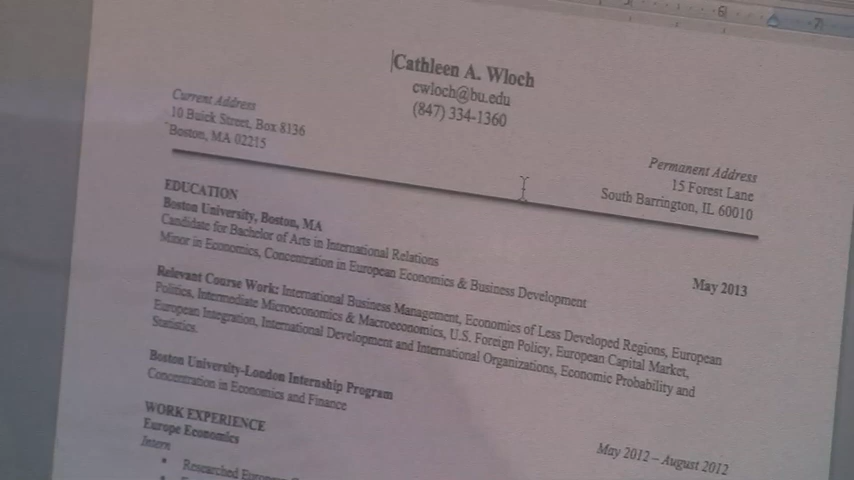 6 7
Cathleen A. Wloch
cwloch@bu.edu
(847) 334-1360
Current Address
10 Buick Street, Box 8136
Boston, MA 02215
Permanent Address
15 Forest Lane
South Barrington, IL 60010
EDUCATION
Boston University, Boston, MA
Candidate for Bachelor of Arts in International Relations
Minor in Economics, Concentration in European Economics & Business Development
May 2013
Relevant Course Work: International Business Management, Economics of Less Developed Regions, European
Politics, Intermediate Microeconomics & Macroeconomics, U.S. Foreign Policy, European Capital Market,
European Integration, International Development and International Organizations, Economic Probability and
Statistics.
Boston University-London Internship Program
Concentration in Economics and Finance
May 2012 – August 2012
WORK EXPERIENCE
Europe Economics
Intern
• Researched European